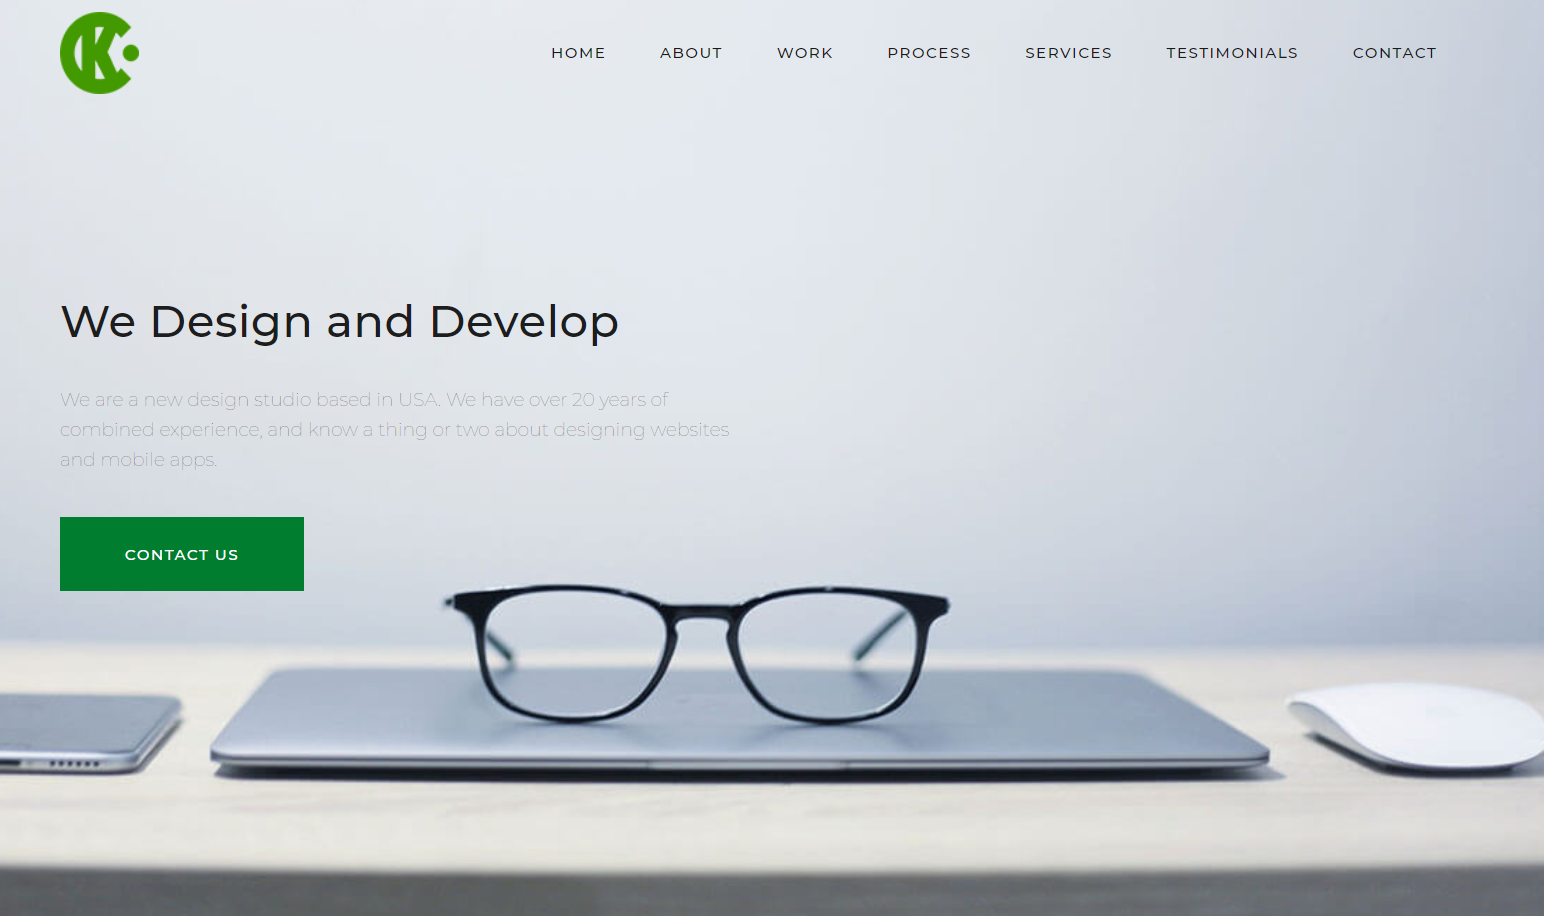 CK
HOME ABOUT WORK PROCESS SERVICES TESTIMONIALS CONTACT
We Design and Develop
We are a new design studio based in USA. We have over 20 years of
combined experience, and know a thing or two about designing websites
and mobile apps.
CONTACT US